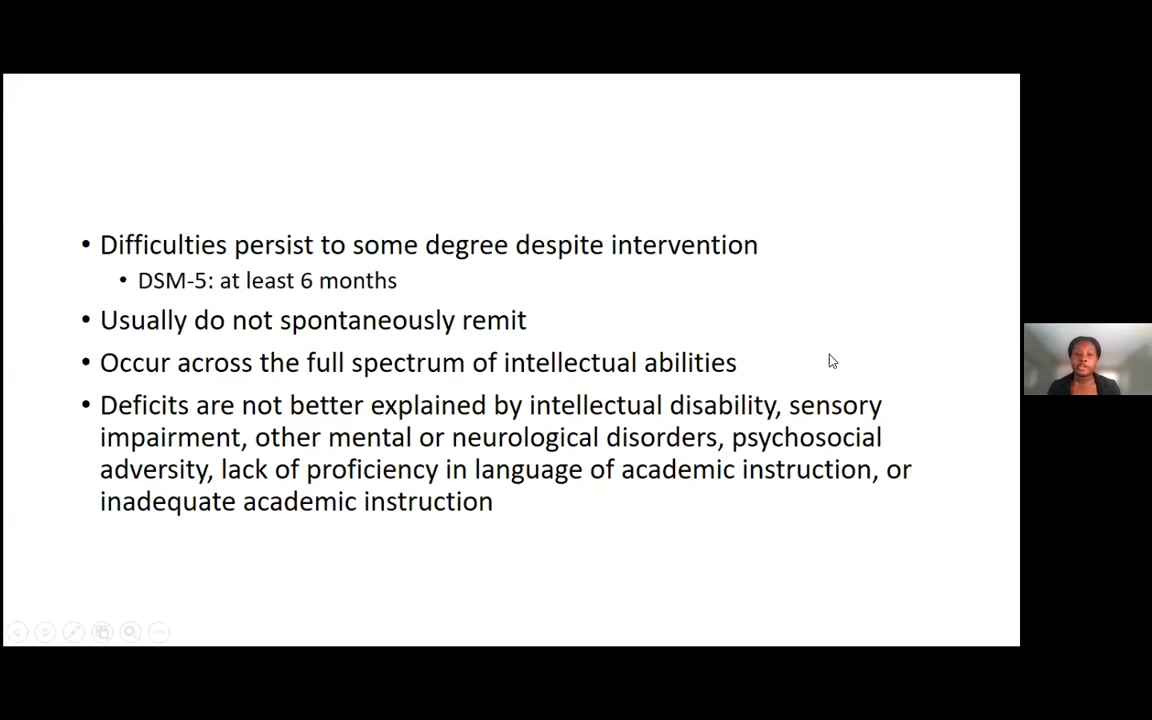 • Difficulties persist to some degree despite intervention
• DSM-5: at least 6 months
• Usually do not spontaneously remit
• Occur across the full spectrum of intellectual abilities
• Deficits are not better explained by intellectual disability, sensory
impairment, other mental or neurological disorders, psychosocial
adversity, lack of proficiency in language of academic instruction, or
inadequate academic instruction